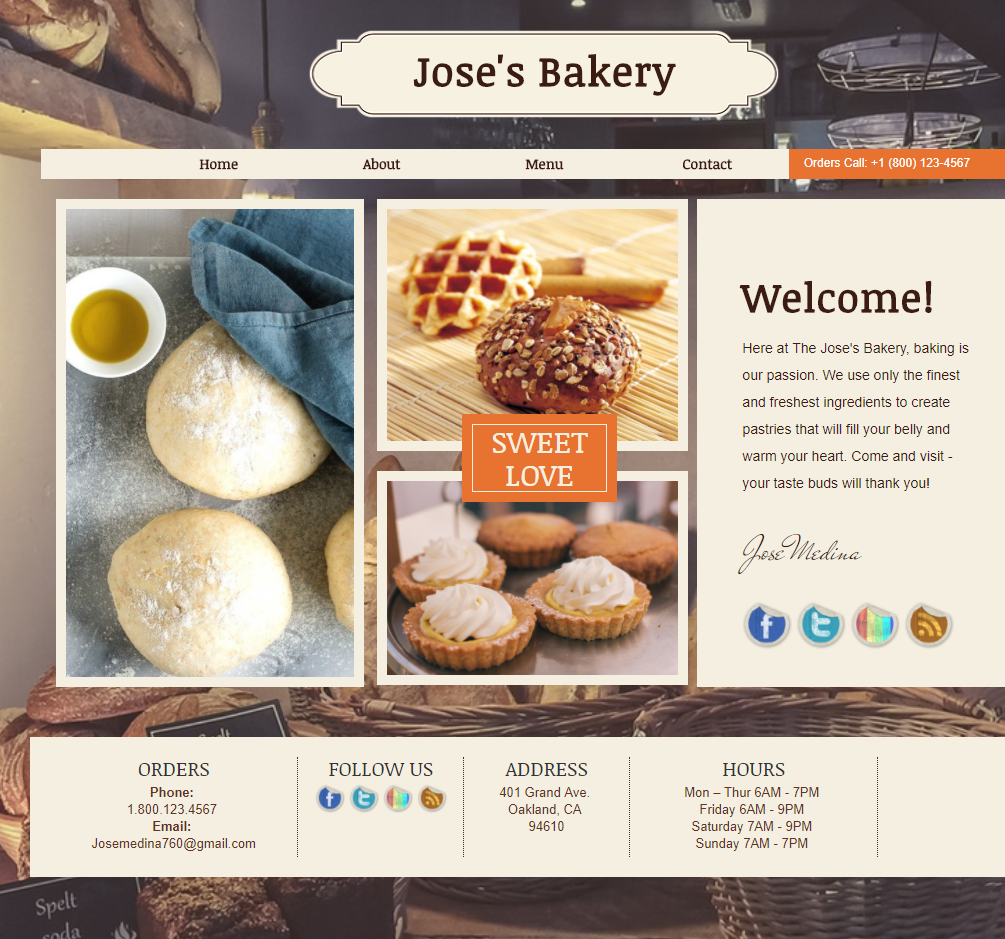 Jose's Bakery
Home
About
Menu
Contact
Orders Call: +1 (800) 123-4567
Welcome!
Here at The Jose's Bakery, baking is
our passion. We use only the finest
and freshest ingredients to create
pastries that will fill your belly and
warm your heart. Come and visit -
your taste buds will thank you!
SWEET
LOVE
Jose Medina
Spelt
ORDERS
Phone:
1.800.123.4567
Email:
Josemedina760@gmail.com
FOLLOW US
ADDRESS
401 Grand Ave.
Oakland, CA
94610
HOURS
Mon – Thur 6AM - 7PM
Friday 6AM - 9PM
Saturday 7AM - 9PM
Sunday 7AM - 7PM
Spelt
soda